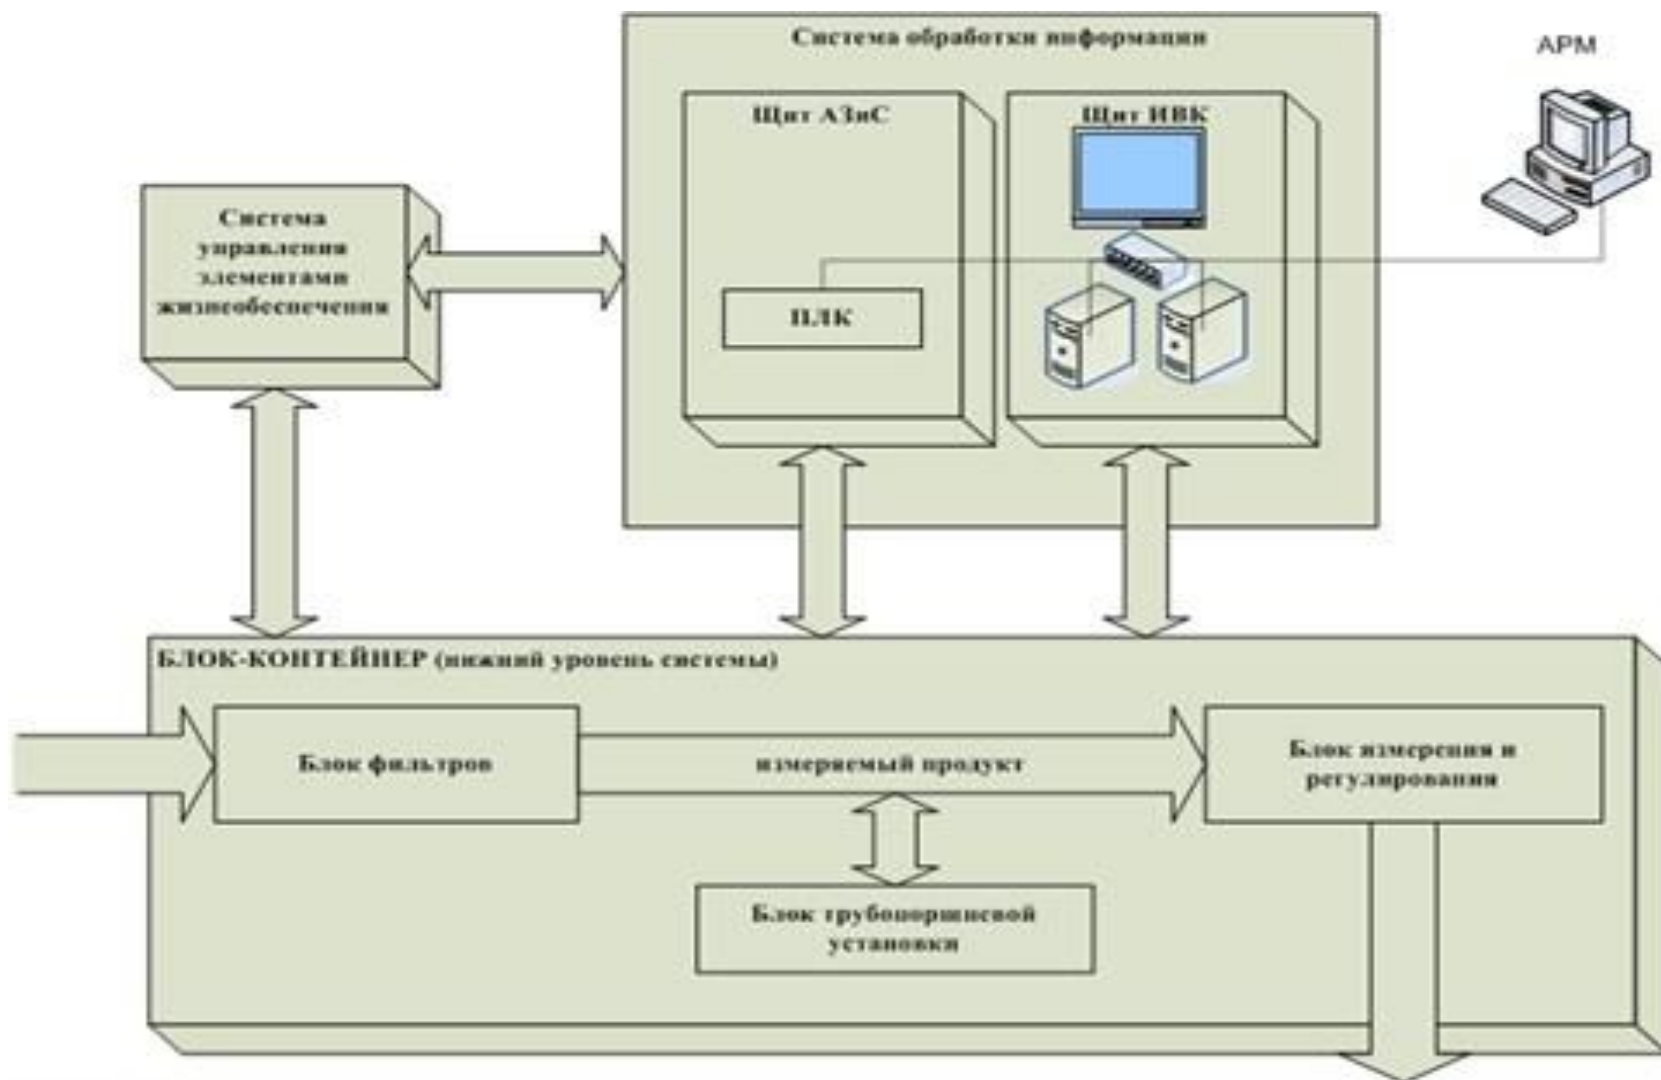 Система обработки информации
АРМ
Щит АЗиС
Щит ИВК
Система
управления
элементами
жизнеобеспечения
ПЛК
БЛОК-КОНТЕЙНЕР (нижний уровень системы)
Блок фильтров
измеряемый продукт
Блок измерения и
регулирования
Блок трубопоршневой
установки